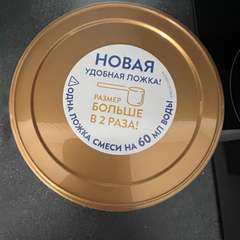 НОВАЯ
УДОБНАЯ ЛОЖКА!
РАЗМЕР
БОЛЬШЕ
В 2 РАЗА!
ОДНА ЛОЖКА СМЕСИ НА 60 МЛ ВОДЫ